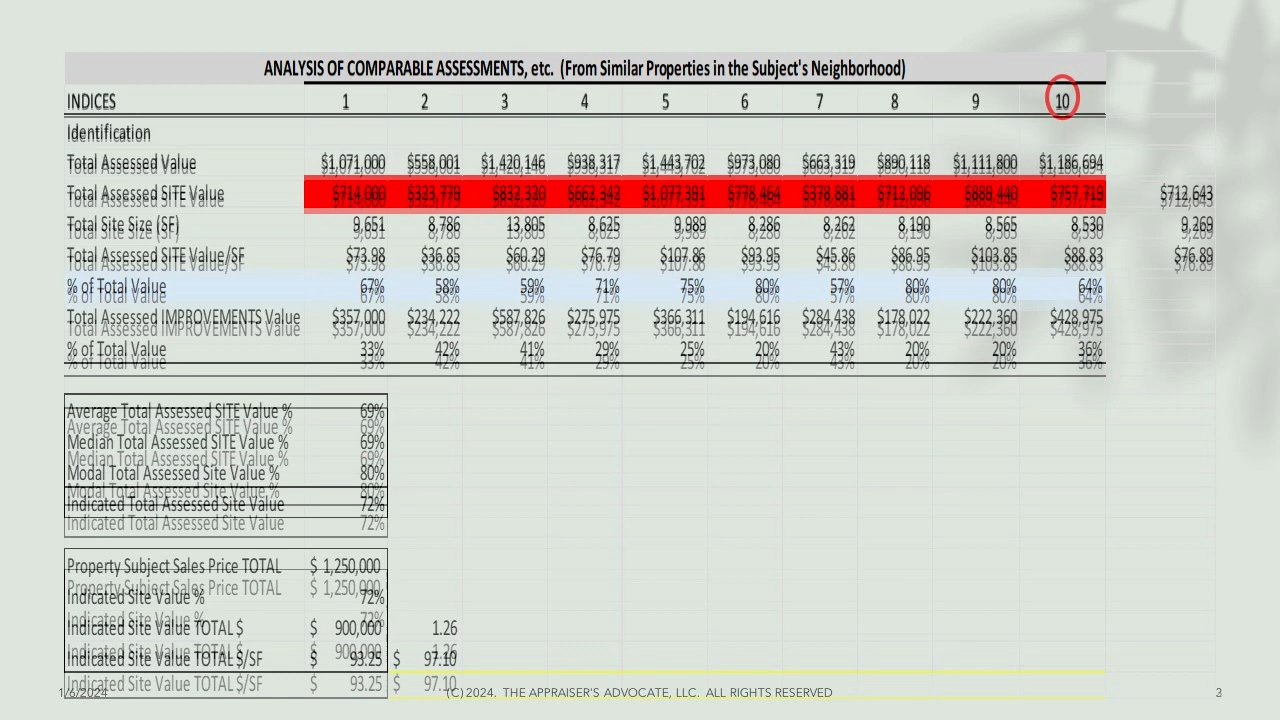 ANALYSIS OF COMPARABLE ASSESSMENTS, etc. (From Similar Properties in the Subject's Neighborhood)
INDICES 1 2 3 4 5 6 7 8 9 10
Identification
Total Assessed Value $1,071,000 $558,001 $1,420,146 $938,317 $1,443,702 $973,080 $663,319 $890,118 $1,111,800 $1,186,694
Total Assessed SITE Value $714,000 $323,779 $832,320 $662,342 $1,077,391 $778,464 $378,881 $712,096 $889,440 $757,719 $712,643
Total Site Size (SF) 9,651 8,786 13,805 8,625 9,989 8,286 8,262 8,190 8,565 8,530 9,269
Total Assessed SITE Value/SF $73.98 $36.85 $60.29 $76.79 $107.86 $93.95 $45.86 $86.95 $103.85 $88.83 $76.89
% of Total Value 67% 58% 59% 71% 75% 80% 57% 80% 80% 64%
Total Assessed IMPROVEMENTS Value $357,000 $234,222 $587,826 $275,975 $366,311 $194,616 $284,438 $178,022 $222,360 $428,975
% of Total Value 33% 42% 41% 29% 25% 20% 43% 20% 20% 36%
Average Total Assessed SITE Value % 69%
Median Total Assessed SITE Value % 69%
Modal Total Assessed Site Value % 80%
Indicated Total Assessed Site Value 72%
Property Subject Sales Price TOTAL $ 1,250,000
Indicated Site Value % 72%
Indicated Site Value TOTAL $ $ 900,000 1.26
Indicated Site Value TOTAL $/SF $ 93.25 $ 97.10
1/6/2024 (C) 2024. THE APPRAISER'S ADVOCATE, LLC. ALL RIGHTS RESERVED 3